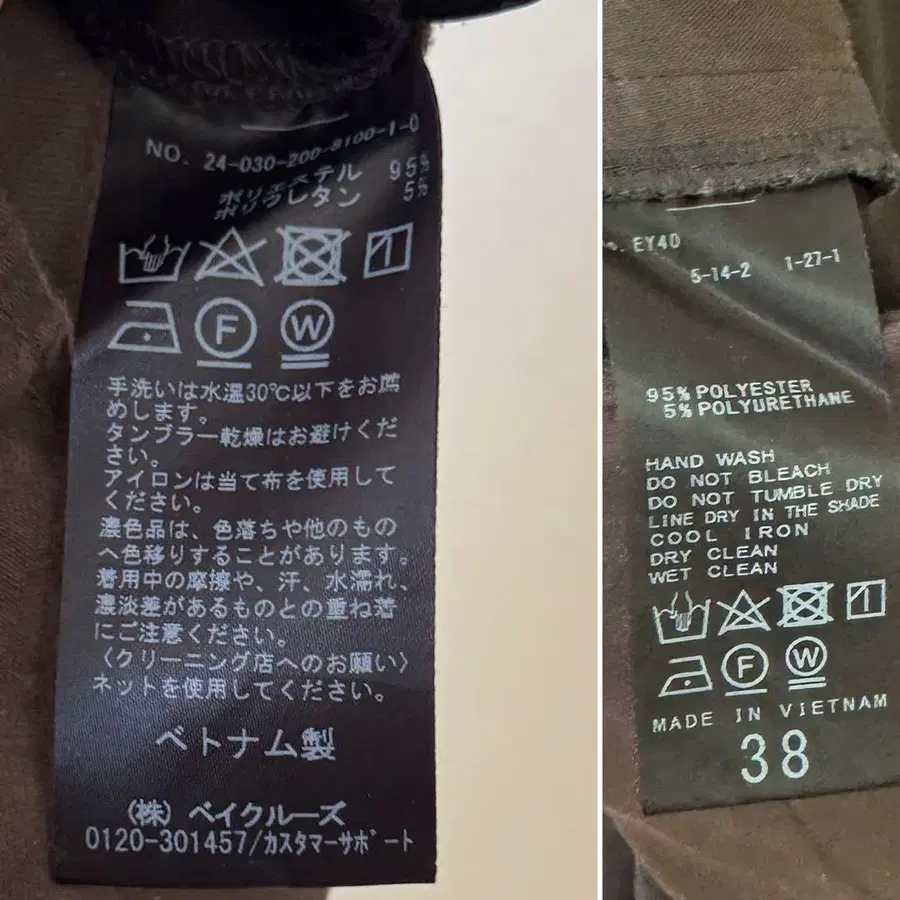 NO. 24-030-200-8100-1-0
ポリエステル 95%
ポリウレタン 5%
F W
手洗いは水温30℃以下をお薦
めします。
タンブラー乾燥はお避けくだ
さい。
アイロンは当て布を使用して
ください。
濃色品は、色落ちや他のもの
へ色移りすることがあります。
着用中の摩擦や、汗、水濡れ、
濃淡差があるものとの重ね着
にご注意ください。
〈クリーニング店へのお願い〉
ネットを使用してください。
ベトナム製
(株) ベイクルーズ
0120-301457/カスタマーサポート
EY40
5-14-2 1-27-1
95% POLYESTER
5% POLYURETHANE
HAND WASH
DO NOT BLEACH
DO NOT TUMBLE DRY
LINE DRY IN THE SHADE
COOL IRON
DRY CLEAN
WET CLEAN
F W
MADE IN VIETNAM
38